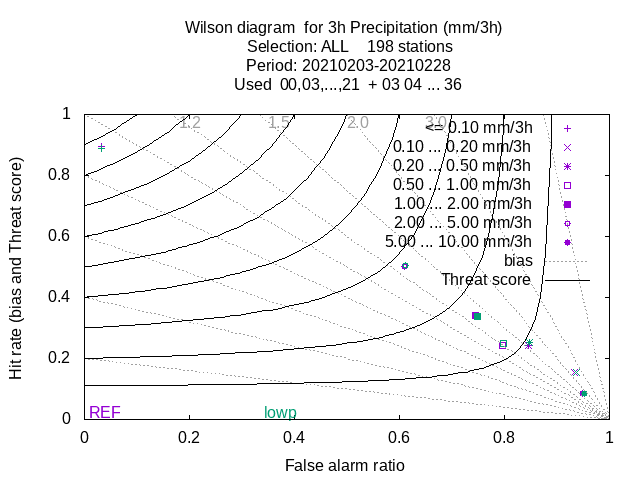 Wilson diagram  for 3h Precipitation (mm/3h)
Selection: ALL    198 stations
Period: 20210203-20210228
Used  00,03,...,21  + 03 04 ... 36
Hit rate (bias and Threat score)
1
0.8
0.6
0.4
0.2
0
1.2
1.5
2.0
3.0
<= 0.10 mm/3h
0.10 ... 0.20 mm/3h
0.20 ... 0.50 mm/3h
0.50 ... 1.00 mm/3h
1.00 ... 2.00 mm/3h
2.00 ... 5.00 mm/3h
5.00 ... 10.00 mm/3h
bias
Threat score
REF
lowp
0 0.2 0.4 0.6 0.8 1
False alarm ratio